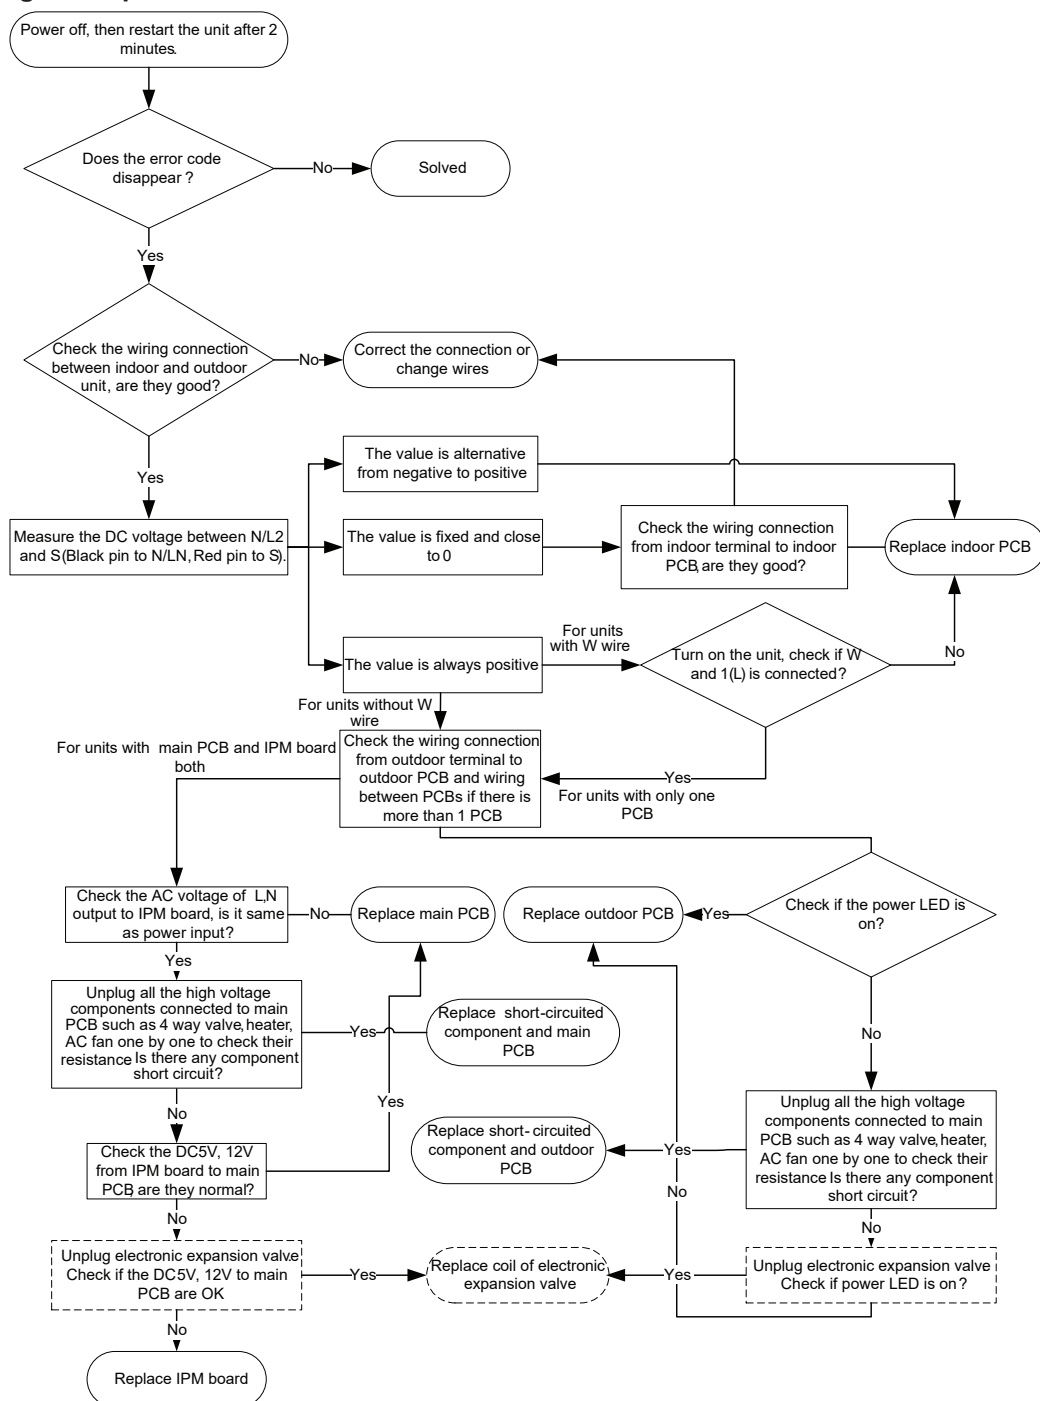 Power off, then restart the unit after 2
minutes.
Does the error code
disappear ?
No
Solved
Yes
Check the wiring connection
between indoor and outdoor
unit, are they good?
No
Correct the connection or
change wires
Yes
The value is alternative
from negative to positive
Measure the DC voltage between N/L2
and S(Black pin to N/LN, Red pin to S).
The value is fixed and close
to 0
Check the wiring connection
from indoor terminal to indoor
PCB, are they good?
Replace indoor PCB
The value is always positive
For units
with W wire
Turn on the unit, check if W
and 1(L) is connected?
No
For units without W
wire
For units with main PCB and IPM board
both
Check the wiring connection
from outdoor terminal to
outdoor PCB and wiring
between PCBs if there is
more than 1 PCB
Yes
For units with only one
PCB
Check the AC voltage of L,N
output to IPM board, is it same
as power input?
No
Replace main PCB
Replace outdoor PCB
Yes
Check if the power LED is
on?
Yes
Unplug all the high voltage
components connected to main
PCB such as 4 way valve, heater,
AC fan one by one to check their
resistance Is there any component
short circuit?
Yes
Replace short-circuited
component and main
PCB
No
No
Yes
Check the DC5V, 12V
from IPM board to main
PCB, are they normal?
Replace short-circuited
component and outdoor
PCB
Yes
Unplug all the high voltage
components connected to main
PCB such as 4 way valve, heater,
AC fan one by one to check their
resistance Is there any component
short circuit?
No
No
No
Unplug electronic expansion valve.
Check if the DC5V, 12V to main
PCB are OK
Yes
Replace coil of electronic
expansion valve
Yes
Unplug electronic expansion valve.
Check if power LED is on ?
No
Replace IPM board